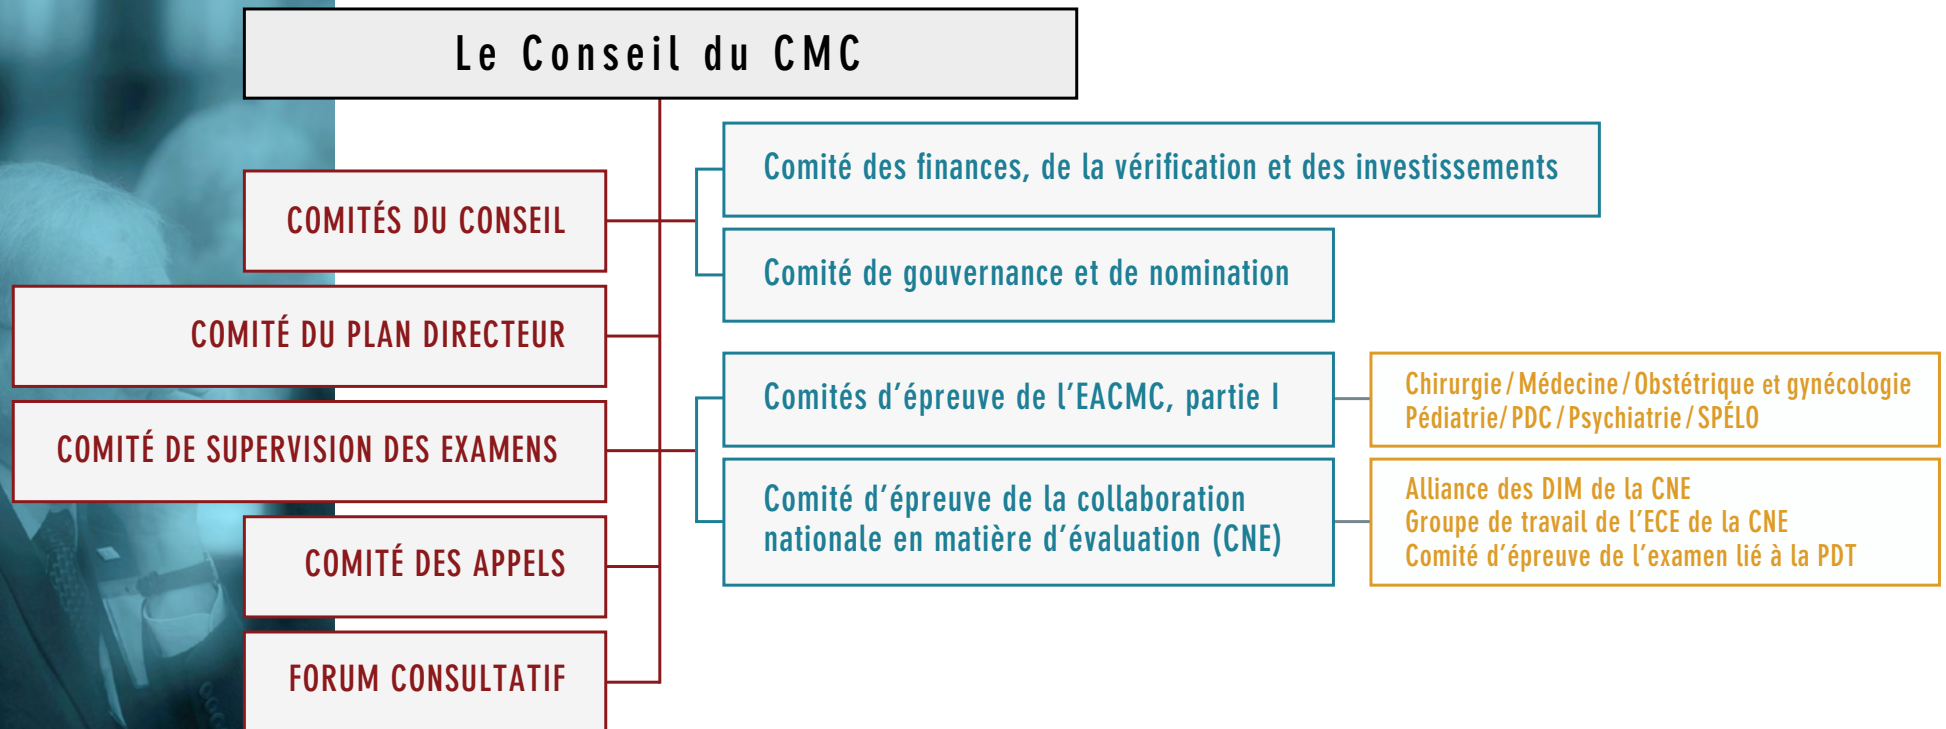 Le Conseil du CMC
COMITÉS DU CONSEIL
Comité des finances, de la vérification et des investissements
Comité de gouvernance et de nomination
COMITÉ DU PLAN DIRECTEUR
COMITÉ DE SUPERVISION DES EXAMENS
Comités d’épreuve de l’EACMC, partie I
Chirurgie / Médecine / Obstétrique et gynécologie
Pédiatrie/ PDC / Psychiatrie / SPÉLO
Comité d’épreuve de la collaboration
nationale en matière d’évaluation (CNE)
Alliance des DIM de la CNE
Groupe de travail de l’ECE de la CNE
Comité d’épreuve de l’examen lié à la PDT
COMITÉ DES APPELS
FORUM CONSULTATIF